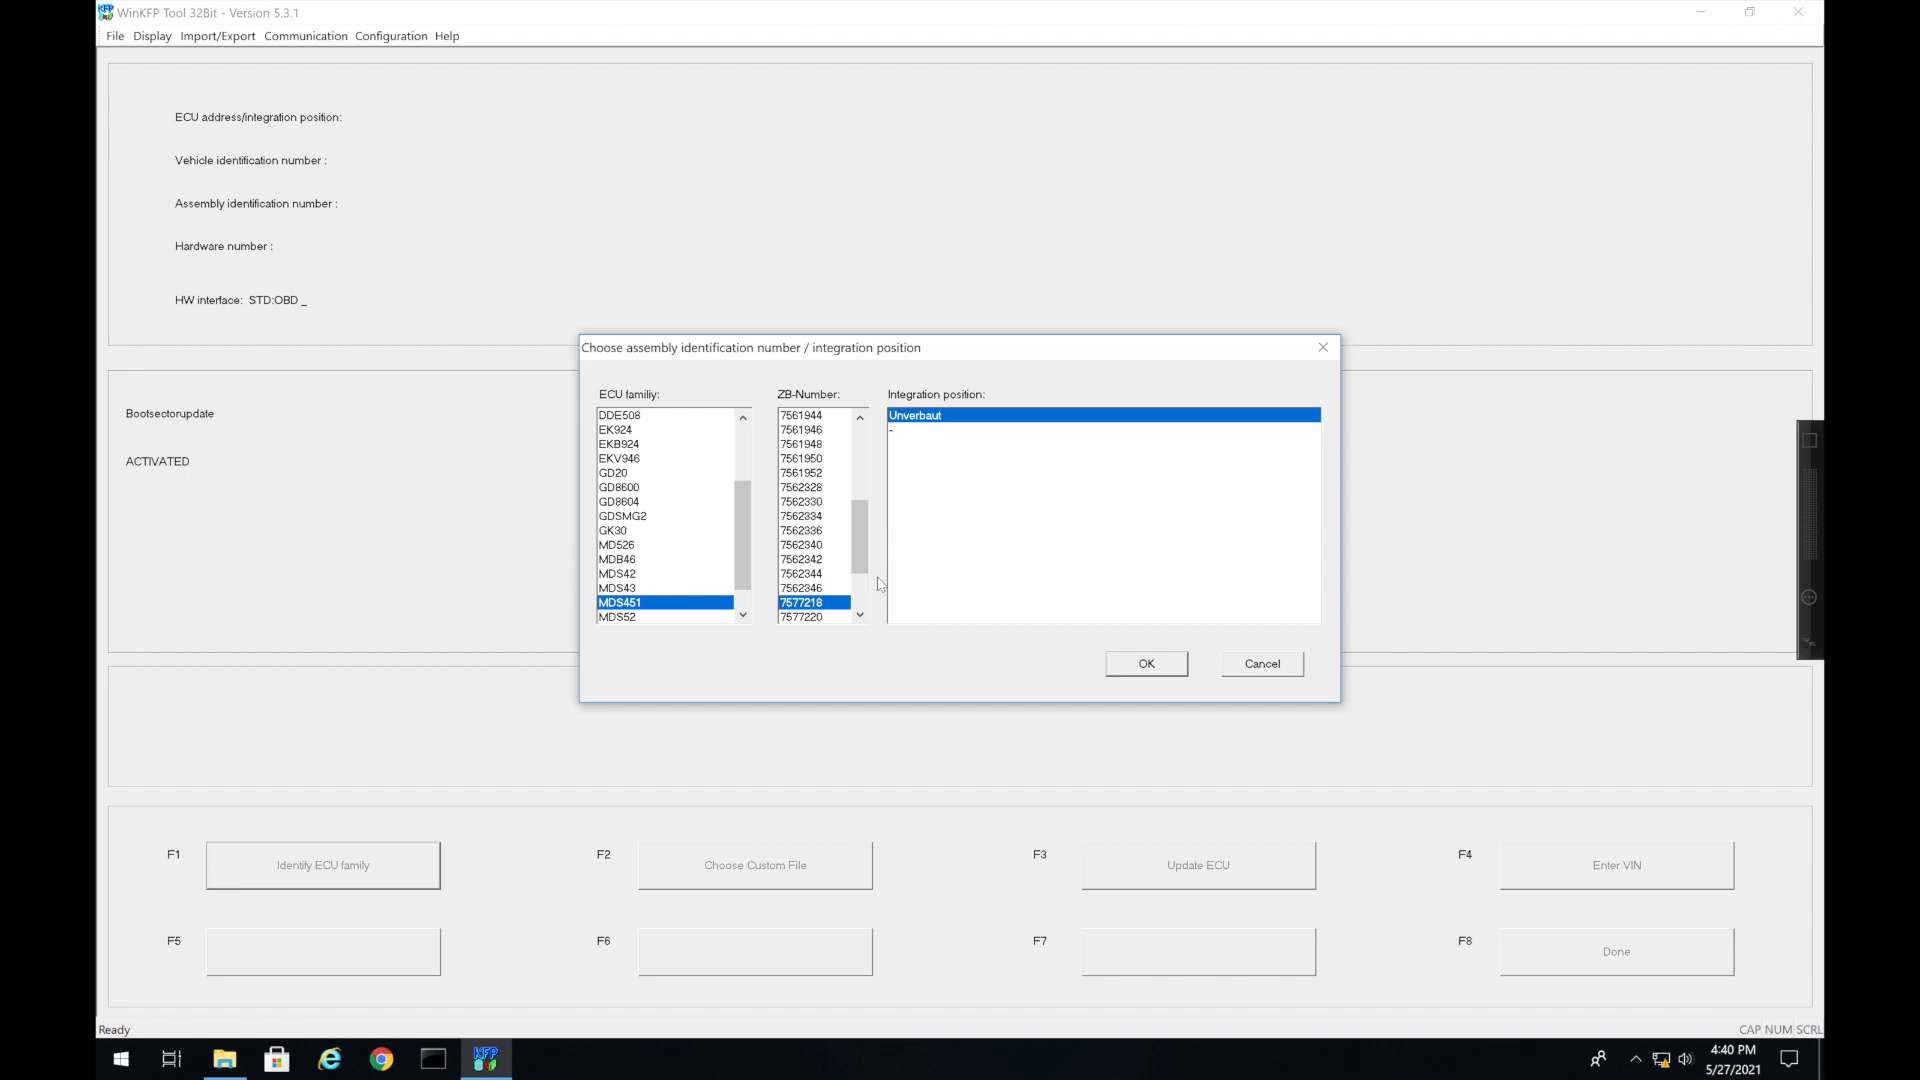 WinKFP Tool 32Bit - Version 5.3.1
File Display Import/Export Communication Configuration Help
ECU address/integration position:
Vehicle identification number :
Assembly identification number :
Hardware number :
HW interface: STD:OBD _
Bootsectorupdate
ACTIVATED
Choose assembly identification number / integration position
ECU familiy:
DDE508
EK924
EKB924
EKV946
GD20
GD8600
GD8604
GDSMG2
GK30
MD526
MDB46
MDS42
MDS43
MDS451
MDS52
ZB-Number:
7561944
7561946
7561948
7561950
7561952
7562328
7562330
7562334
7562336
7562340
7562342
7562344
7562346
7577218
7577220
Integration position:
Unverbaut
-
OK Cancel
F1 Identify ECU family F2 Choose Custom File F3 Update ECU F4 Enter VIN
F5 F6 F7 F8 Done
Ready CAP NUM SCRL
KFP
4:40 PM
5/27/2021